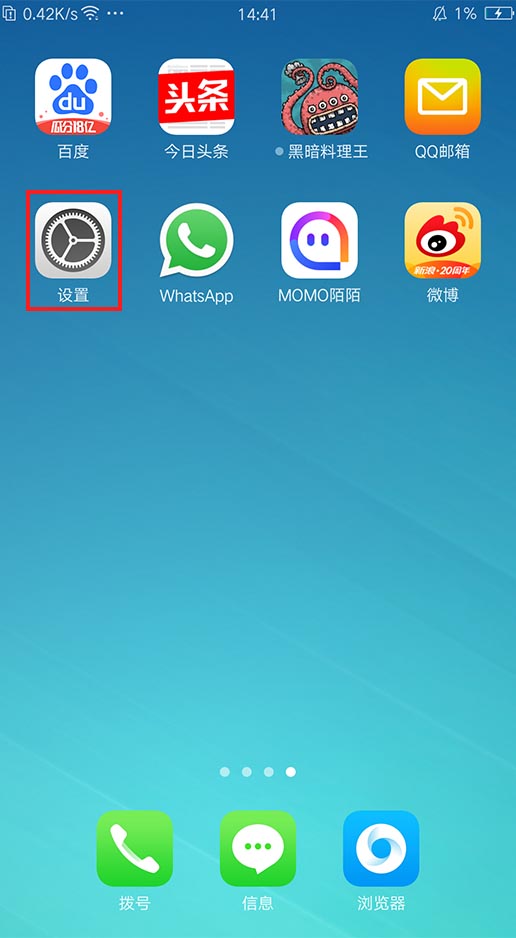 0.42K/s
14:41
1%
du
瓜分18亿
百度
头条
今日头条
黑暗料理王
QQ邮箱
设置
WhatsApp
MOMO陌陌
新浪·20周年
微博
拨号
信息
浏览器